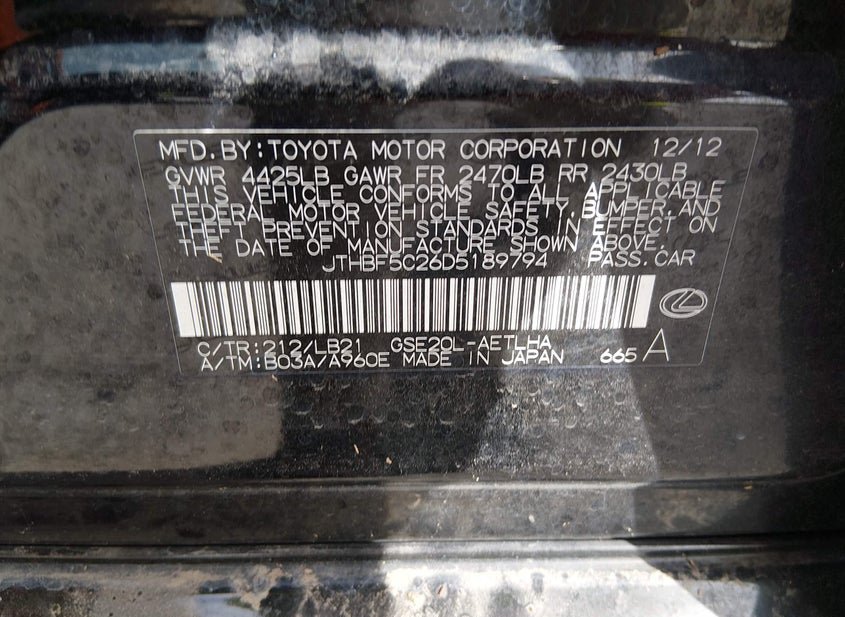 MFD.BY:TOYOTA MOTOR CORPORATION 12/12
GVWR 4425LB GAWR FR 2470LB RR 2430LB
THIS VEHICLE CONFORMS TO ALL APPLICABLE
FEDERAL MOTOR VEHICLE SAFETY,BUMPER,AND
THEFT PREVENTION STANDARDS IN EFFECT ON
THE DATE OF MANUFACTURE SHOWN ABOVE.
JTHBF5C26D5189794 PASS.CAR
C/TR:212/LB21 GSE20L-AETLHA
A/TM:B03A/A960E MADE IN JAPAN 665 A